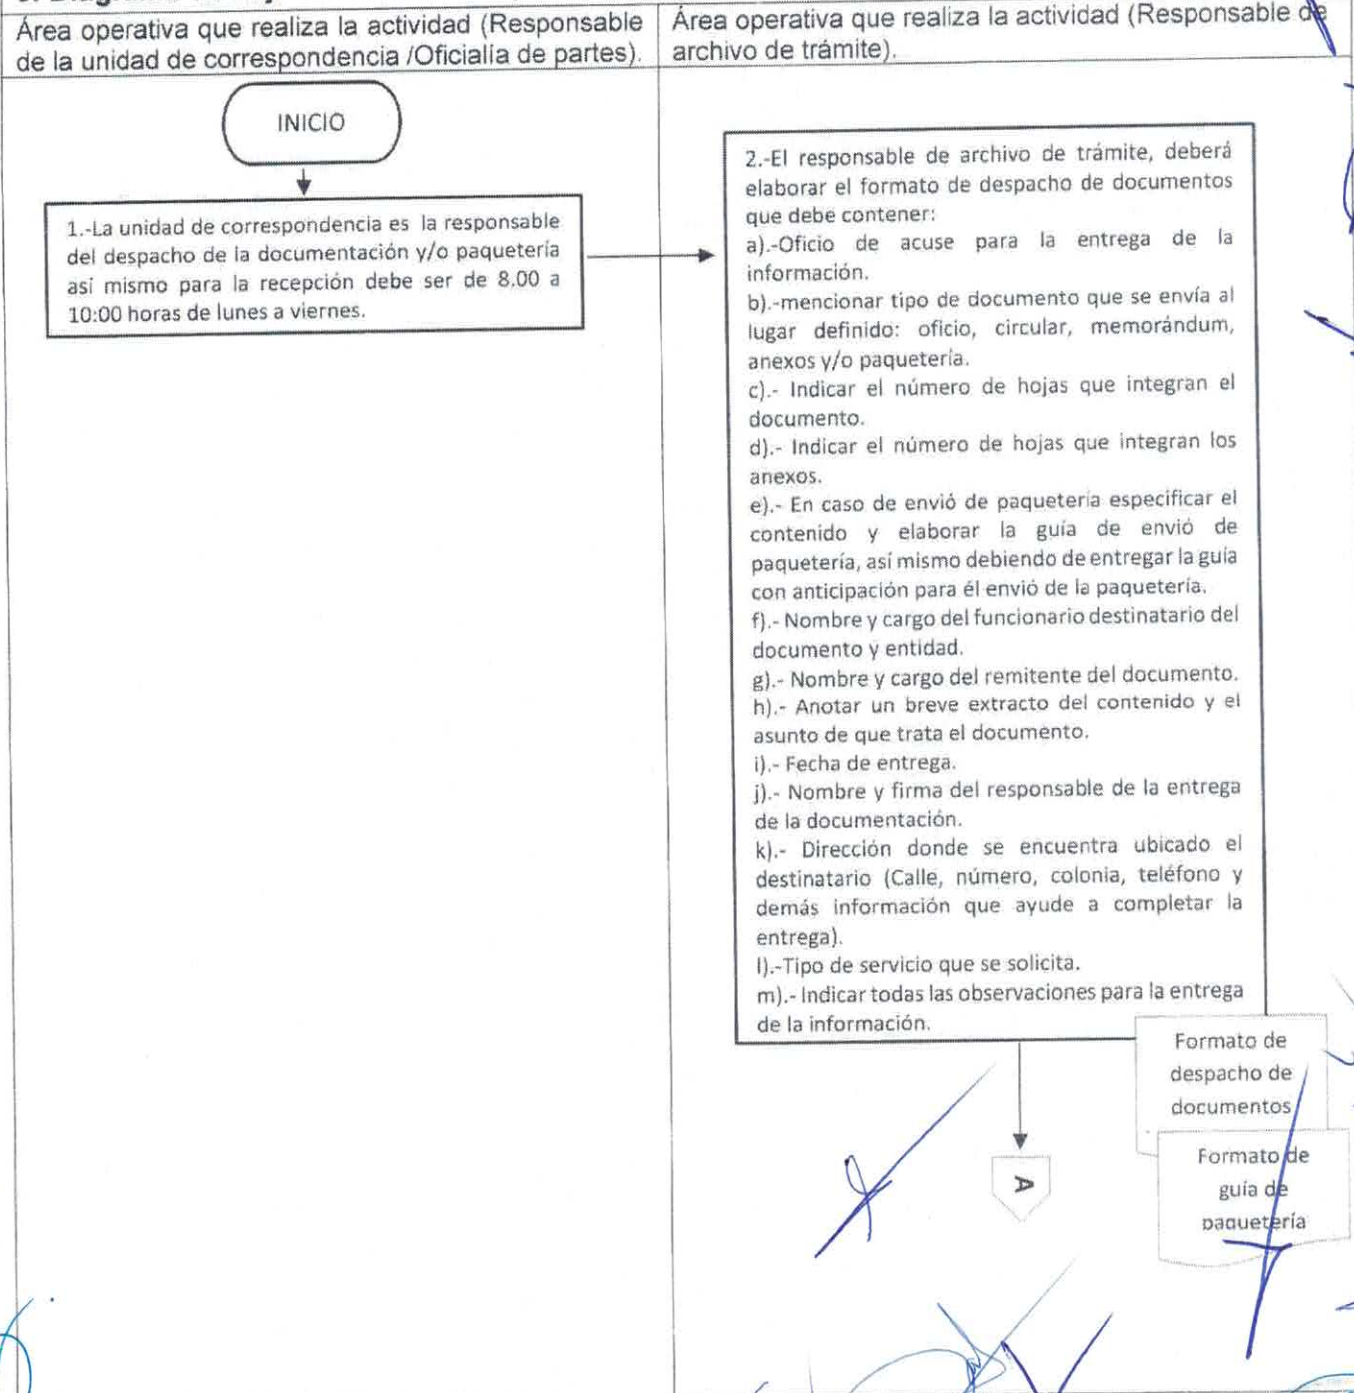 Área operativa que realiza la actividad (Responsable
de la unidad de correspondencia /Oficialía de partes).
Área operativa que realiza la actividad (Responsable de
archivo de trámite).
INICIO
1.-La unidad de correspondencia es la responsable
del despacho de la documentación y/o paquetería
así mismo para la recepción debe ser de 8.00 a
10:00 horas de lunes a viernes.
2.-El responsable de archivo de trámite, deberá
elaborar el formato de despacho de documentos
que debe contener:
a).-Oficio de acuse para la entrega de la
información.
b).-mencionar tipo de documento que se envía al
lugar definido: oficio, circular, memorándum,
anexos y/o paquetería.
c).- Indicar el número de hojas que integran el
documento.
d).- Indicar el número de hojas que integran los
anexos.
e).- En caso de envió de paquetería especificar el
contenido y elaborar la guía de envió de
paquetería, así mismo debiendo de entregar la guía
con anticipación para él envió de la paquetería.
f).- Nombre y cargo del funcionario destinatario del
documento y entidad.
g).- Nombre y cargo del remitente del documento.
h).- Anotar un breve extracto del contenido y el
asunto de que trata el documento.
i).- Fecha de entrega.
j).- Nombre y firma del responsable de la entrega
de la documentación.
k).- Dirección donde se encuentra ubicado el
destinatario (Calle, número, colonia, teléfono y
demás información que ayude a completar la
entrega).
l).-Tipo de servicio que se solicita.
m).- Indicar todas las observaciones para la entrega
de la información.
Formato de
despacho de
documentos
A
Formato de
guía de
paquetería